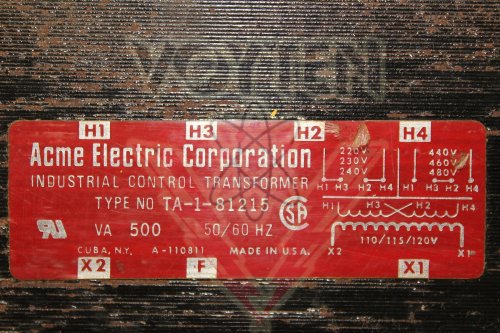 VOYTEN
H1 H3 H2 H4
Acme Electric Corporation
INDUSTRIAL CONTROL TRANSFORMER
TYPE NO TA-1-81215
VA 500 50/60 HZ
CUBA, N.Y. A-110811 MADE IN U.S.A.
X2 F X1
220V 440V
230V 460V
240V 480V
H1 H3 H2 H4 H1 H3 H2 H4
H1 H3 H2 H4
110/115/120V
X2 X1